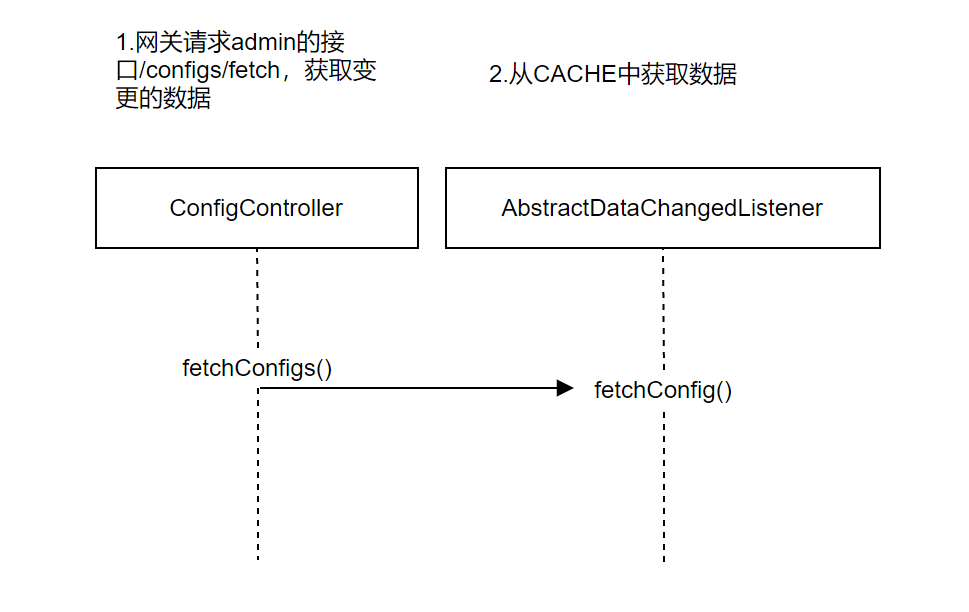 1.网关请求admin的接
口/configs/fetch，获取变
更的数据
2.从CACHE中获取数据
ConfigController
AbstractDataChangedListener
fetchConfigs()
fetchConfig()